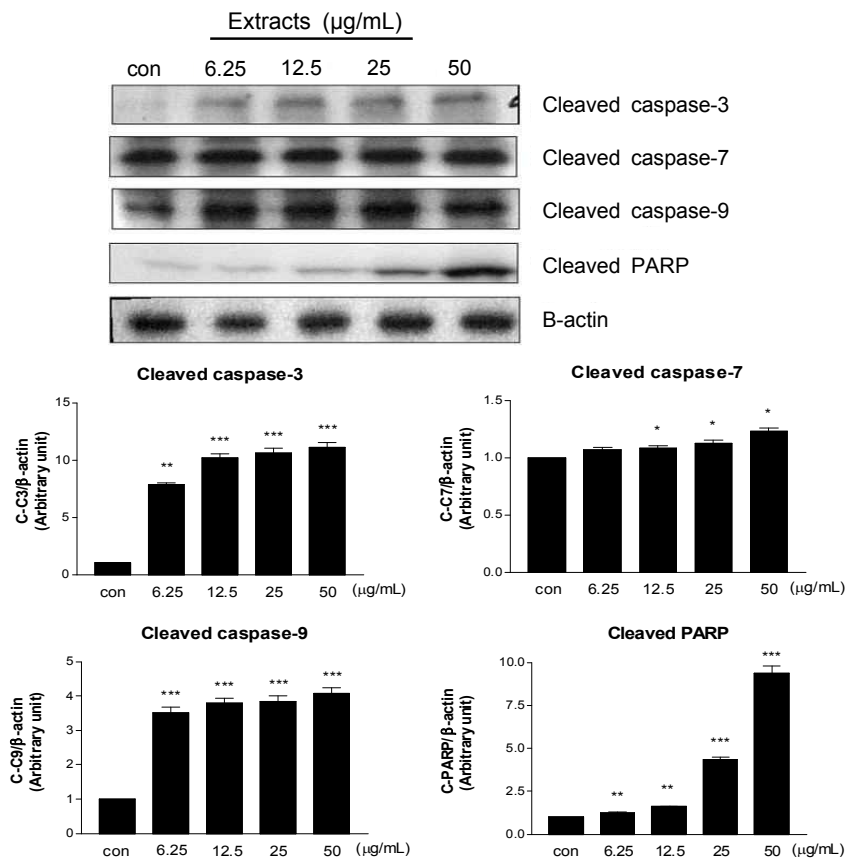 Extracts (µg/mL)
con 6.25 12.5 25 50
Cleaved caspase-3
Cleaved caspase-7
Cleaved caspase-9
Cleaved PARP
B-actin
Cleaved caspase-3
C-C3/β-actin
(Arbitrary unit)
15
10
5
0
** *** *** ***
con 6.25 12.5 25 50 (µg/mL)
Cleaved caspase-7
C-C7/β-actin
(Arbitrary unit)
1.5
1.0
0.5
0.0
* * *
con 6.25 12.5 25 50 (µg/mL)
Cleaved caspase-9
C-C9/β-actin
(Arbitrary unit)
5
4
3
2
1
0
*** *** *** ***
con 6.25 12.5 25 50 (µg/mL)
Cleaved PARP
C-PARP/β-actin
(Arbitrary unit)
10.0
7.5
5.0
2.5
0.0
** ** *** ***
con 6.25 12.5 25 50 (µg/mL)